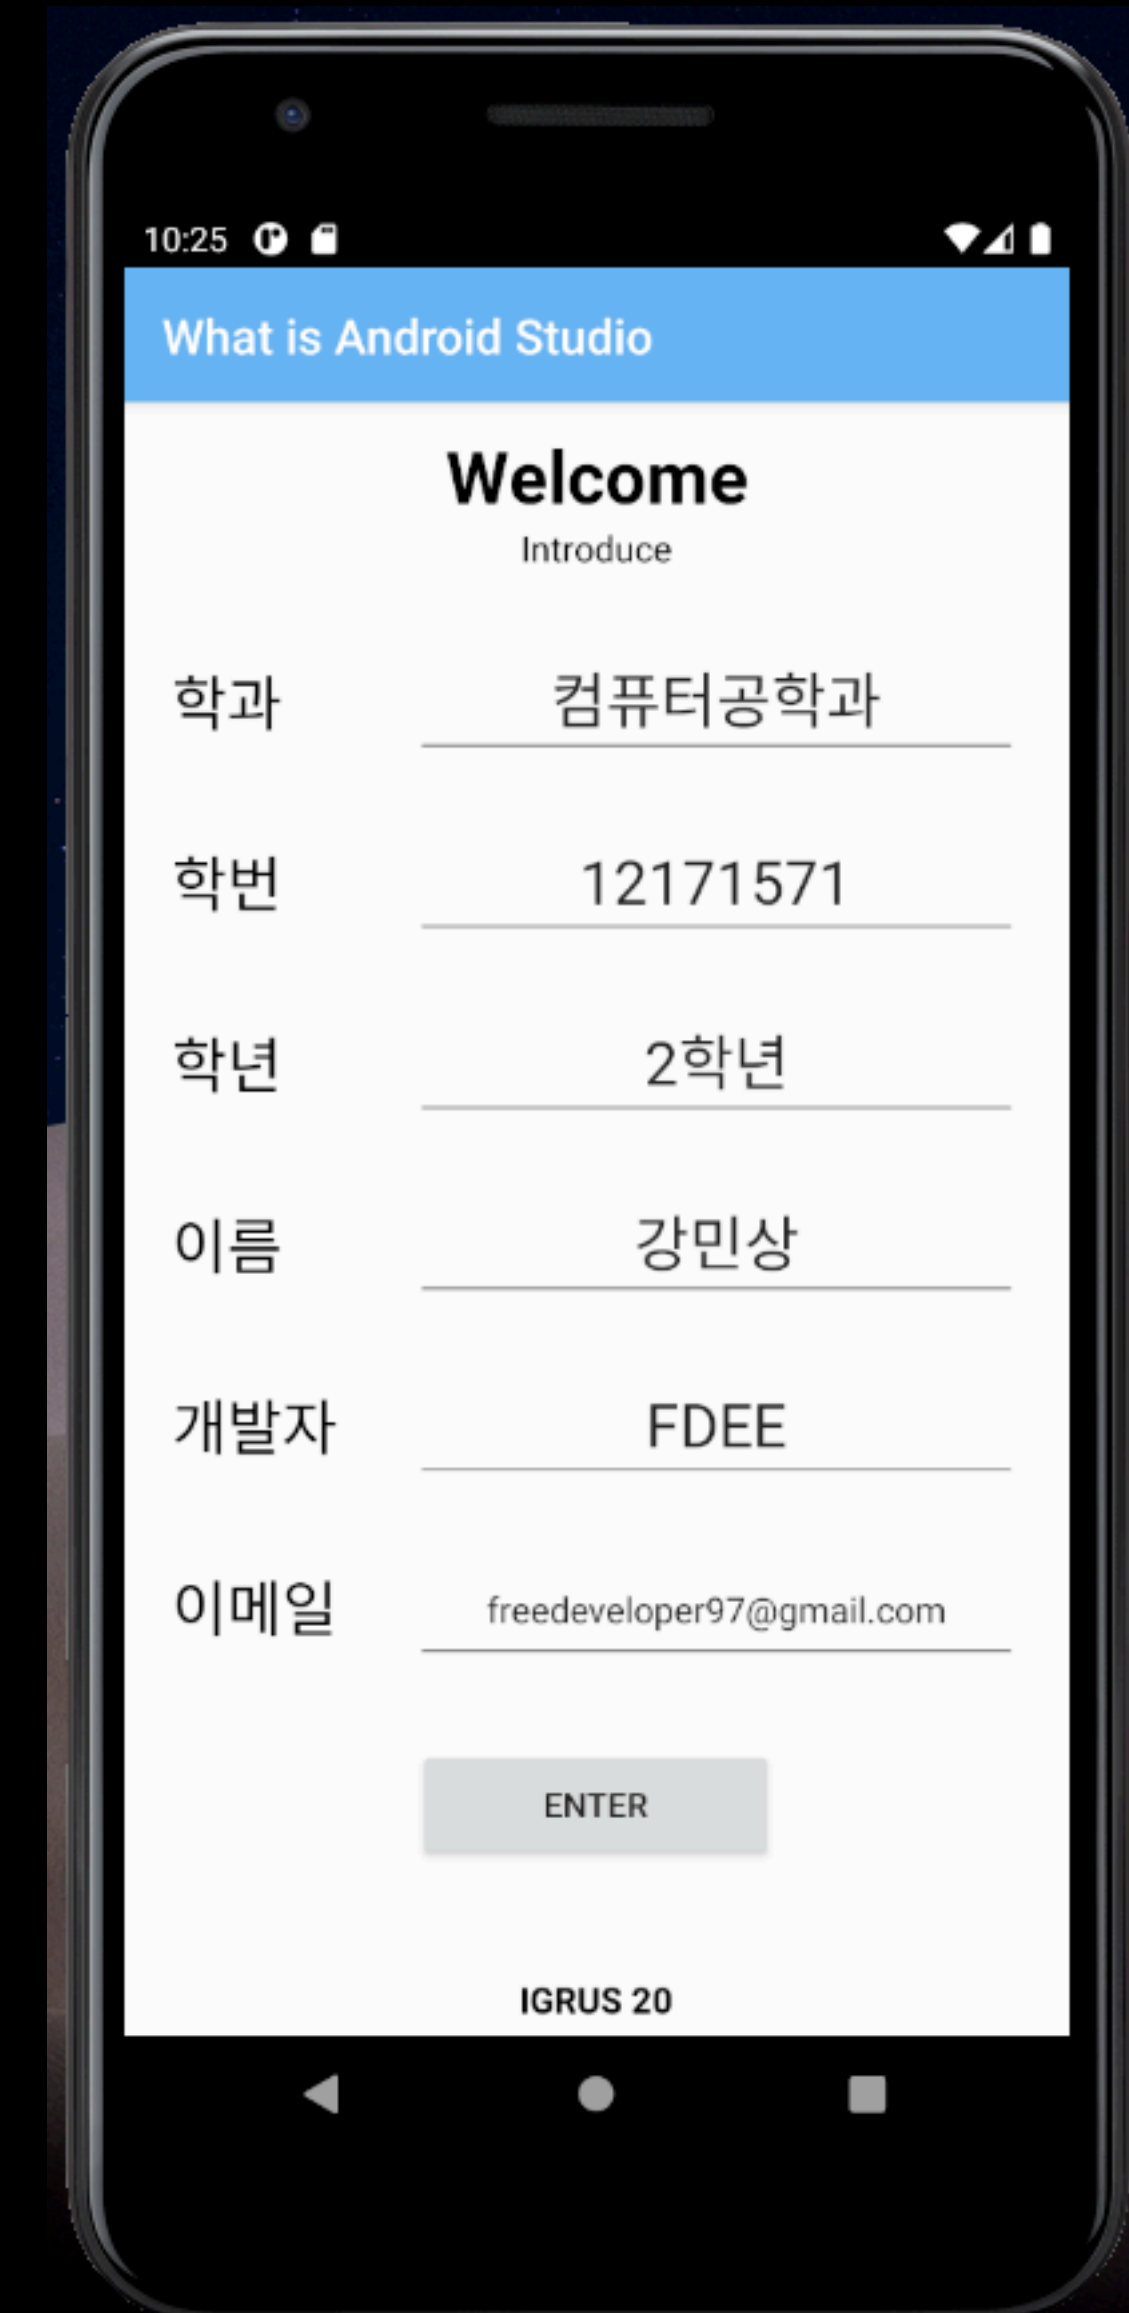 10:25
What is Android Studio
Welcome
Introduce
학과 컴퓨터공학과
학번 12171571
학년 2학년
이름 강민상
개발자 FDEE
이메일 freedeveloper97@gmail.com
ENTER
IGRUS 20